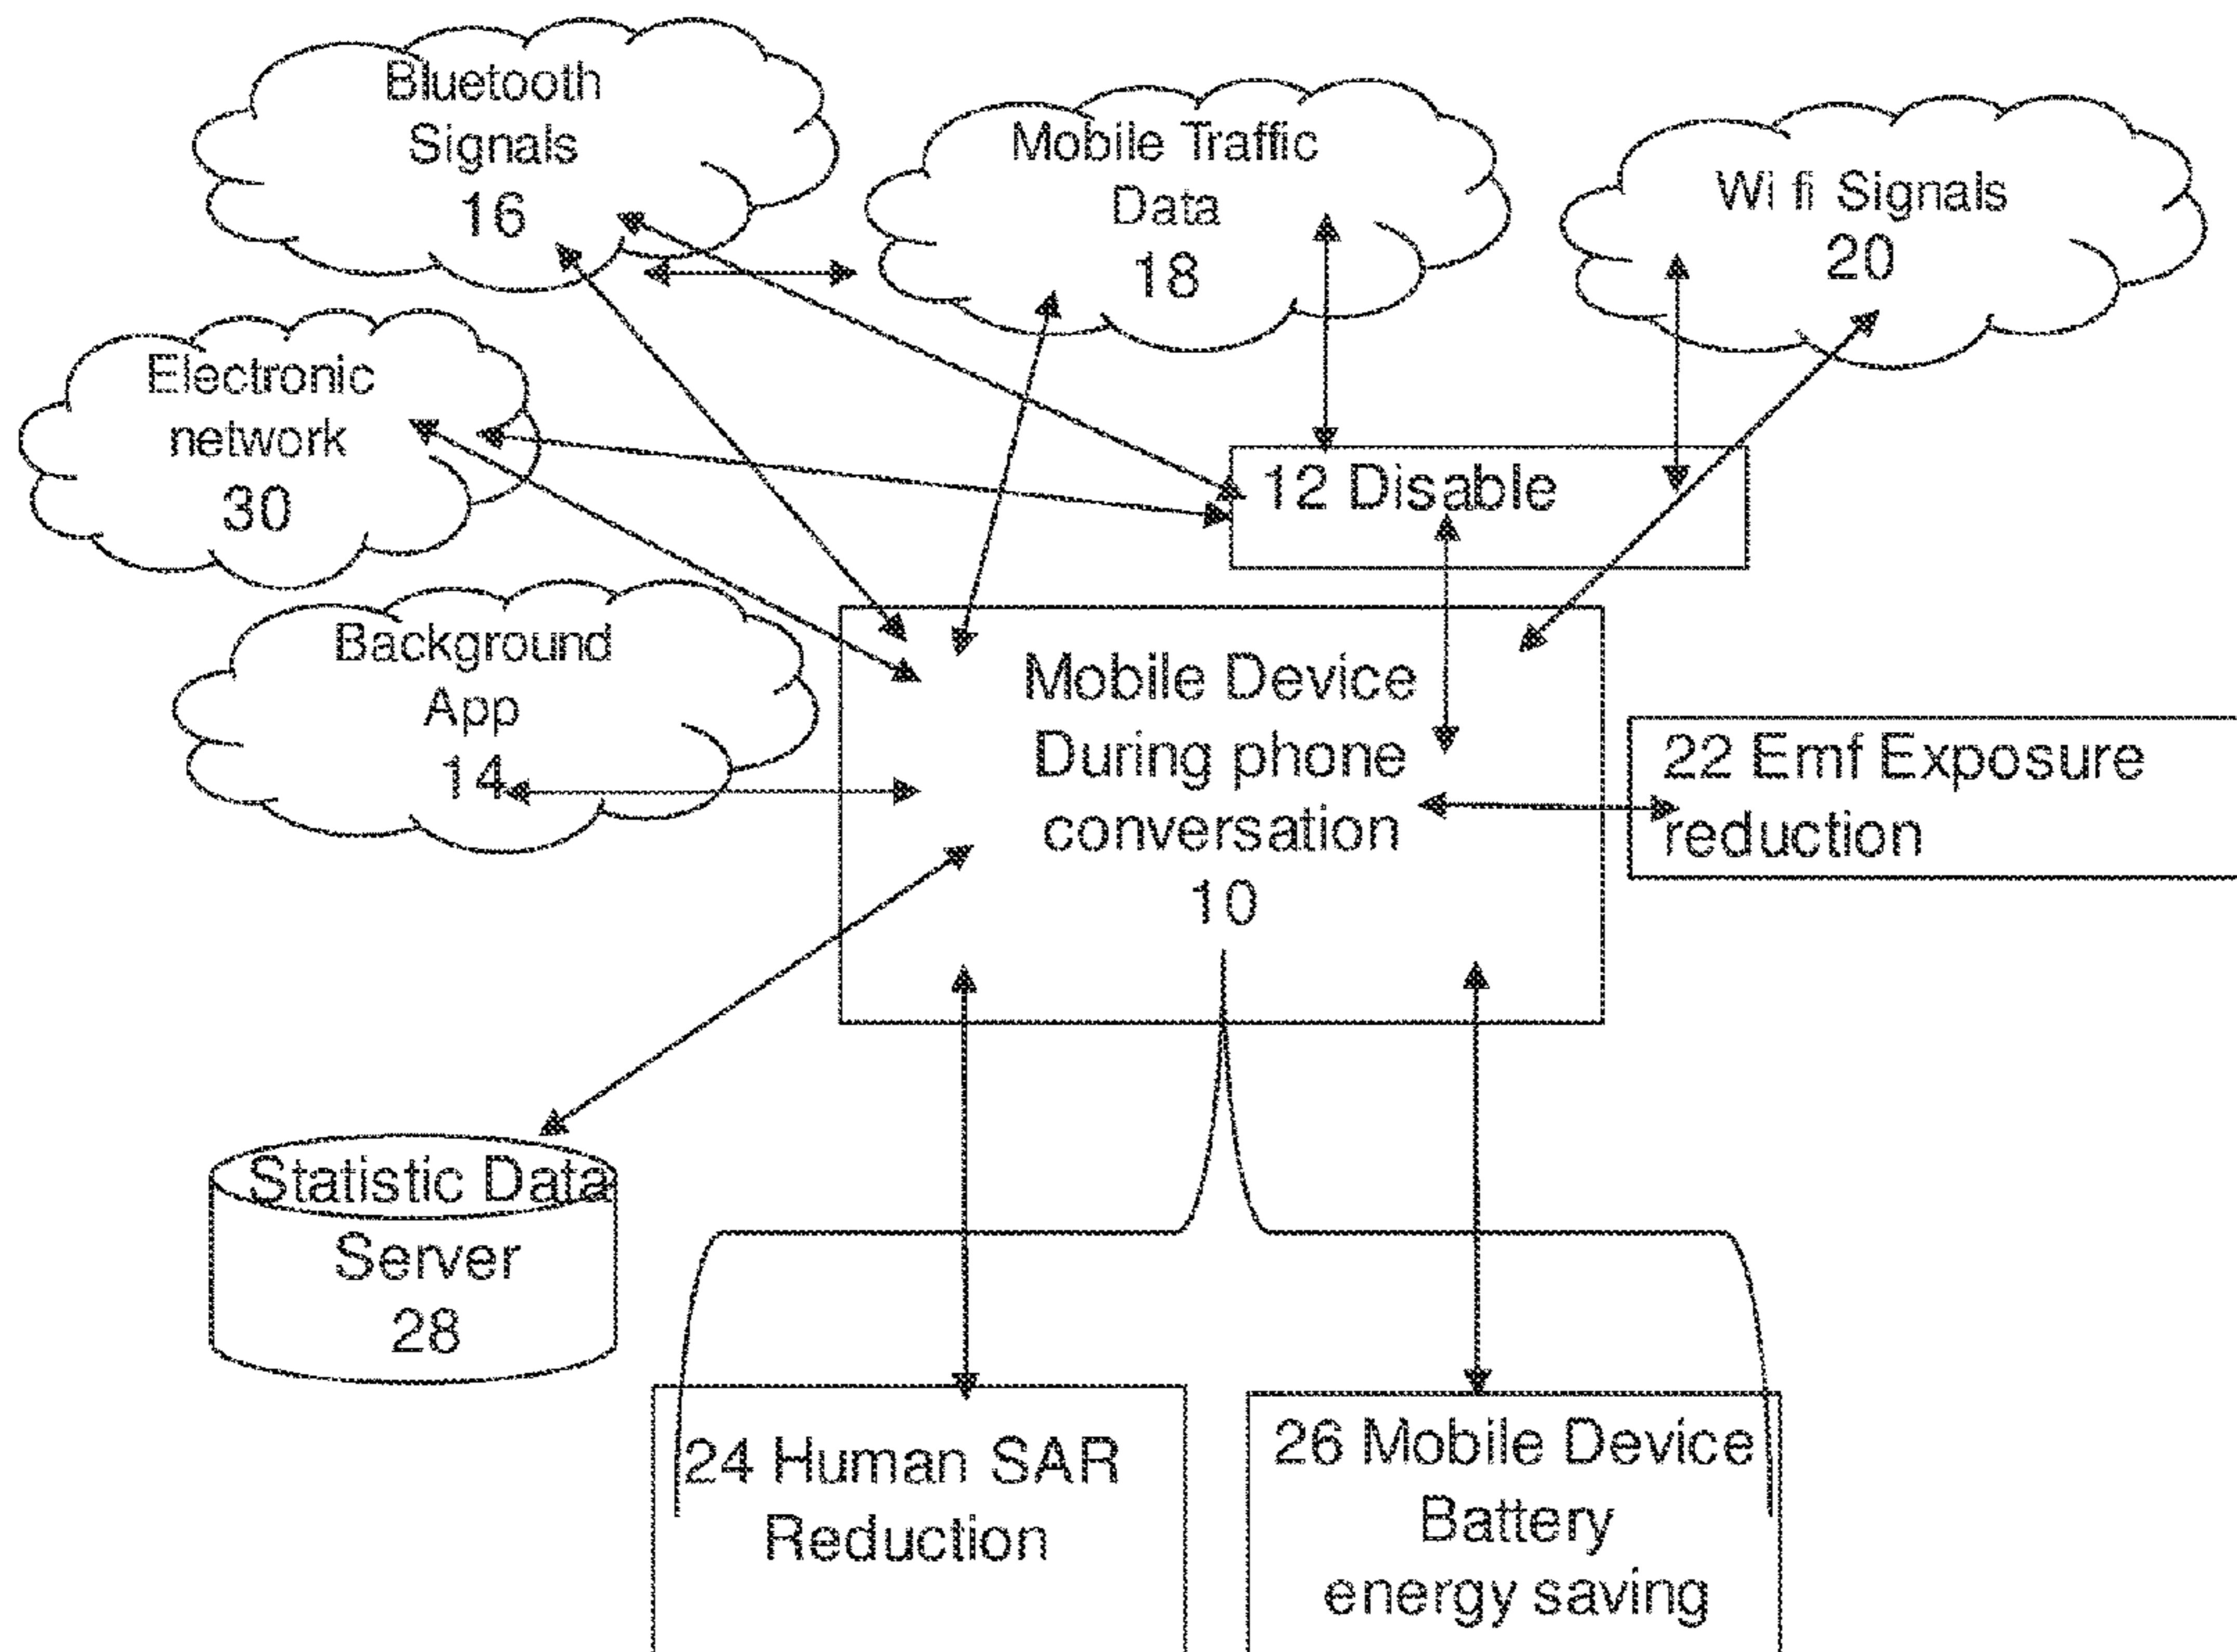 Bluetooth
Signals
16
Mobile Traffic
Data
18
Wi fi Signals
20
Electronic
network
30
12 Disable
Background
App
14
Mobile Device
During phone
conversation
10
22 Emf Exposure
reduction
Statistic Data
Server
28
24 Human SAR
Reduction
26 Mobile Device
Battery
energy saving